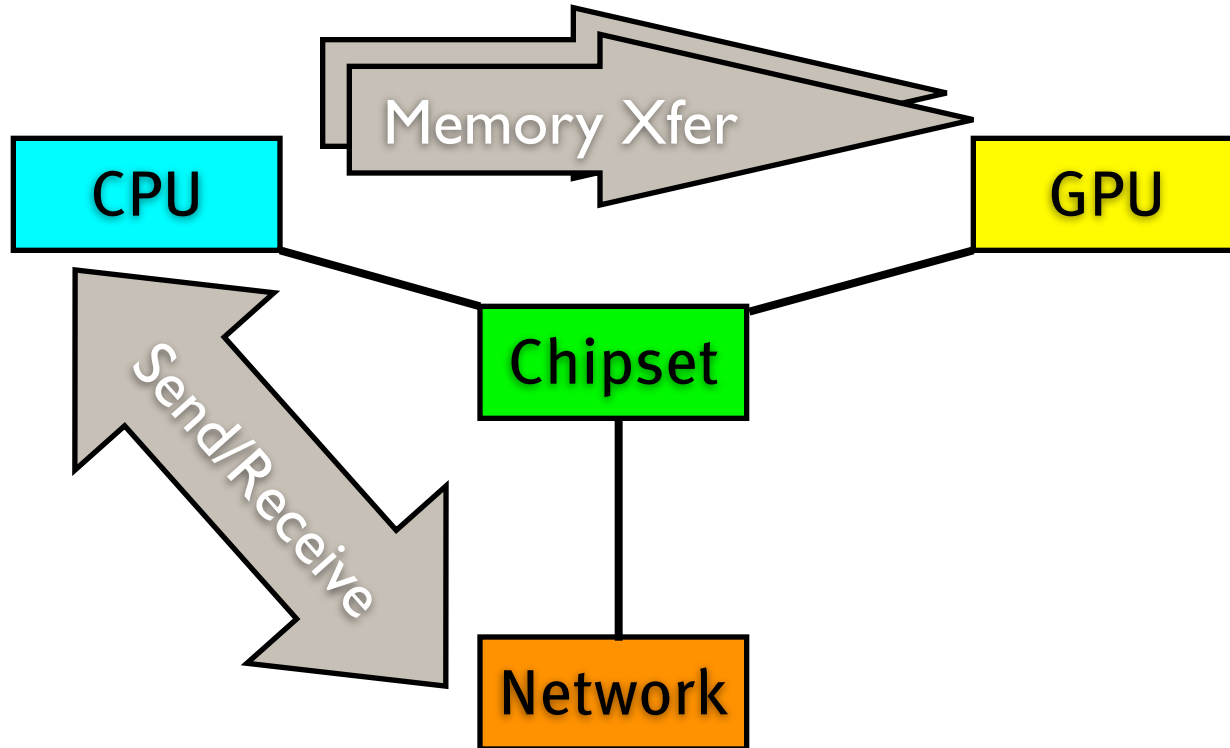 Memory Xfer
CPU
GPU
Chipset
Send/Receive
Network